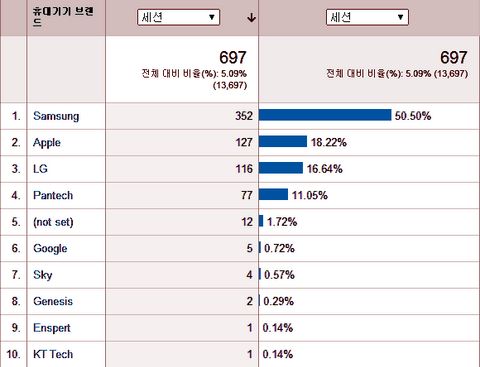 휴대기기 브랜
드
세션 세션
697 697
전체 대비 비율(%): 5.09% 전체 대비 비율(%): 5.09% (13,697)
(13,697)
1. Samsung 352 50.50%
2. Apple 127 18.22%
3. LG 116 16.64%
4. Pantech 77 11.05%
5. (not set) 12 1.72%
6. Google 5 0.72%
7. Sky 4 0.57%
8. Genesis 2 0.29%
9. Enspert 1 0.14%
10. KT Tech 1 0.14%